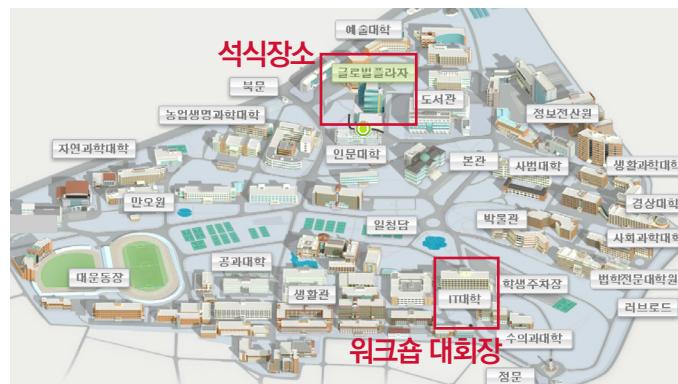 예술대학
석식장소
글로벌플라자
북문
도서관
농업생명과학대학
정보전산원
자연과학대학
인문대학
본관
사범대학
생활과학대학
만오원
경상대학
박물관
일청담
사회과학대학
공과대학
대운동장
학생주차장
법학전문대학원
생활관
IT대학
러브로드
워크숍 대회장
수의과대학
정문